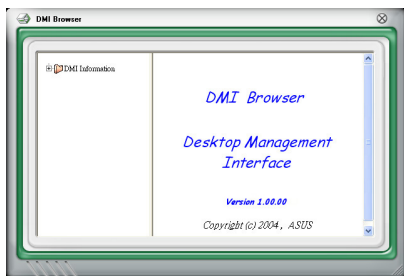 DMI Browser
DMI Information
DMI Browser
Desktop Management
Interface
Version 1.00.00
Copyright (c) 2004 , ASUS